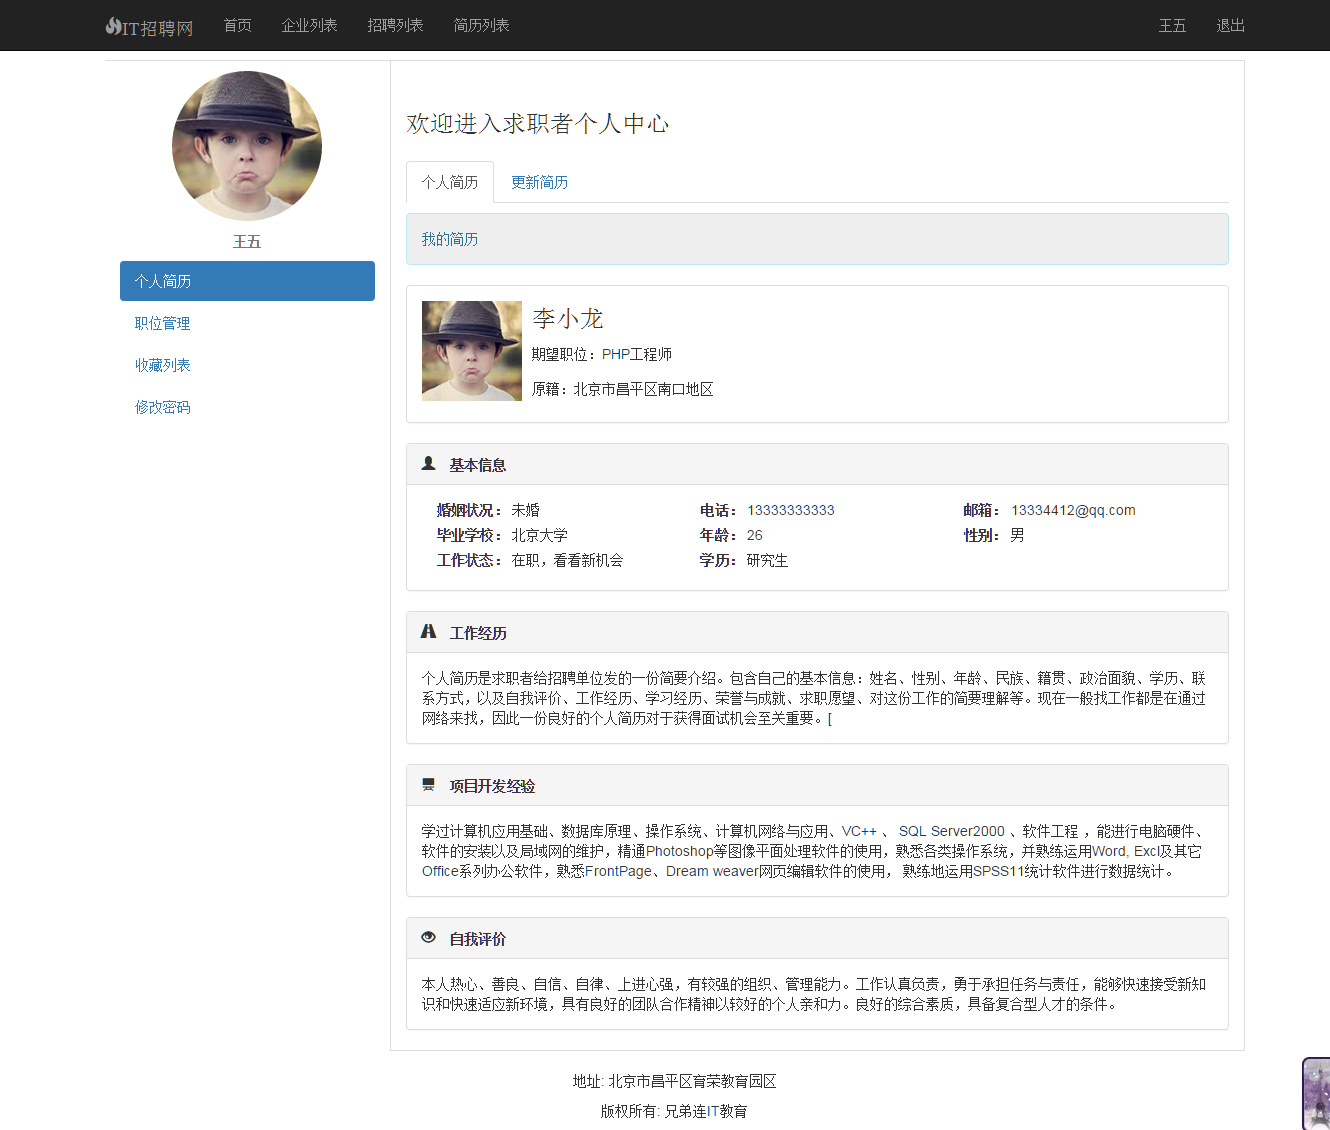 IT招聘网 首页 企业列表 招聘列表 简历列表 王五 退出
王五
个人简历
职位管理
收藏列表
修改密码
欢迎进入求职者个人中心
个人简历 更新简历
我的简历
李小龙
期望职位：PHP工程师
原籍：北京市昌平区南口地区
基本信息
婚姻状况： 未婚 电话： 13333333333 邮箱： 13334412@qq.com
毕业学校： 北京大学 年龄： 26 性别： 男
工作状态： 在职，看看新机会 学历： 研究生
工作经历
个人简历是求职者给招聘单位发的一份简要介绍。包含自己的基本信息：姓名、性别、年龄、民族、籍贯、政治面貌、学历、联
系方式，以及自我评价、工作经历、学习经历、荣誉与成就、求职愿望、对这份工作的简要理解等。现在一般找工作都是在通过
网络来找，因此一份良好的个人简历对于获得面试机会至关重要。[
项目开发经验
学过计算机应用基础、数据库原理、操作系统、计算机网络与应用、VC++ 、 SQL Server2000 、软件工程 ，能进行电脑硬件、
软件的安装以及局域网的维护，精通Photoshop等图像平面处理软件的使用，熟悉各类操作系统，并熟练运用Word, Excl及其它
Office系列办公软件，熟悉FrontPage、Dream weaver网页编辑软件的使用， 熟练地运用SPSS11统计软件进行数据统计。
自我评价
本人热心、善良、自信、自律、上进心强，有较强的组织、管理能力。工作认真负责，勇于承担任务与责任，能够快速接受新知
识和快速适应新环境，具有良好的团队合作精神以较好的个人亲和力。良好的综合素质，具备复合型人才的条件。
地址: 北京市昌平区育荣教育园区
版权所有: 兄弟连IT教育